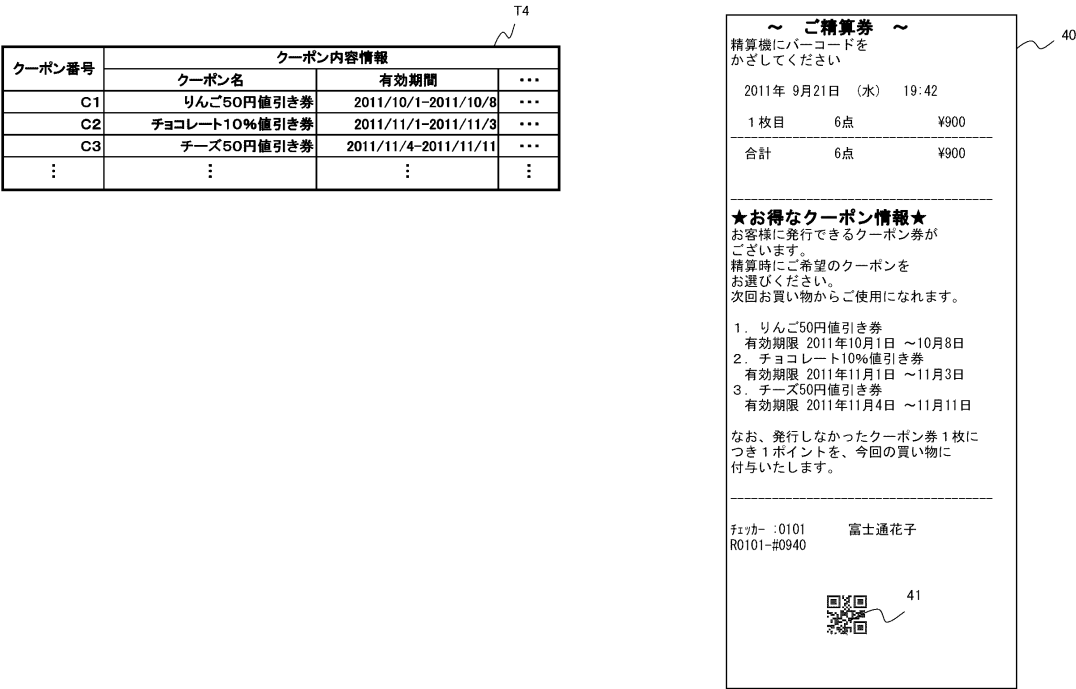 T4
クーポン番号 クーポン内容情報
クーポン名 有効期間 ・・・
C1 りんご50円値引き券 2011/10/1-2011/10/8 ・・・
C2 チョコレート10%値引き券 2011/11/1-2011/11/3 ・・・
C3 チーズ50円値引き券 2011/11/4-2011/11/11 ・・・
⋮ ⋮ ⋮ ⋮
40
~ ご精算券 ~
精算機にバーコードを
かざしてください
2011年 9月21日 (水) 19:42
1枚目 6点 ¥900
合計 6点 ¥900
★お得なクーポン情報★
お客様に発行できるクーポン券が
ございます。
精算時にご希望のクーポンを
お選びください。
次回お買い物からご使用になれます。
1. りんご50円値引き券
有効期限 2011年10月1日 ~10月8日
2. チョコレート10%値引き券
有効期限 2011年11月1日 ~11月3日
3. チーズ50円値引き券
有効期限 2011年11月4日 ~11月11日
なお、発行しなかったクーポン券1枚に
つき1ポイントを、今回の買い物に
付与いたします。
チェッカー :0101 富士通花子
R0101-#0940
41